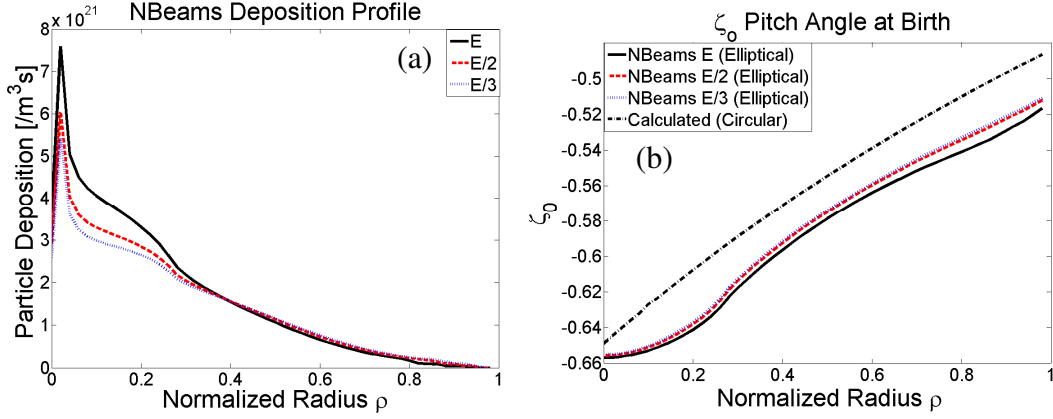 NBeams Deposition Profile
8 x 10^21
7
6
5
4
3
2
1
0
Particle Deposition [/m^3s]
(a)
E
E/2
E/3
0 0.2 0.4 0.6 0.8 1
Normalized Radius ρ
ζ_o Pitch Angle at Birth
NBeams E (Elliptical)
NBeams E/2 (Elliptical)
NBeams E/3 (Elliptical)
Calculated (Circular)
(b)
-0.5
-0.52
-0.54
-0.56
-0.58
-0.6
-0.62
-0.64
-0.66
ζ_0
0 0.2 0.4 0.6 0.8 1
Normalized Radius ρ